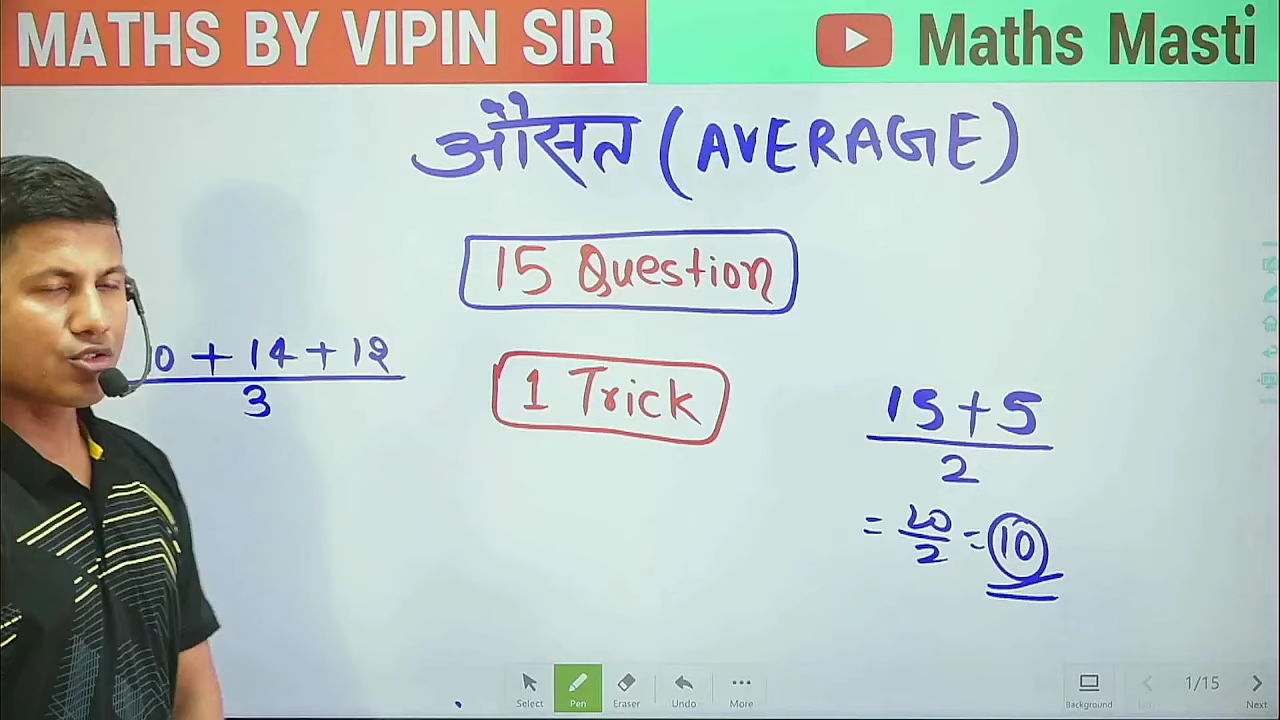 MATHS BY VIPIN SIR
Maths Masti
औसत (AVERAGE)
15 Question
1 Trick
0 + 14 + 12
3
15 + 5
2
= 20/2 = 10
Select
Pen
Eraser
Undo
More
Background
1/15
Next